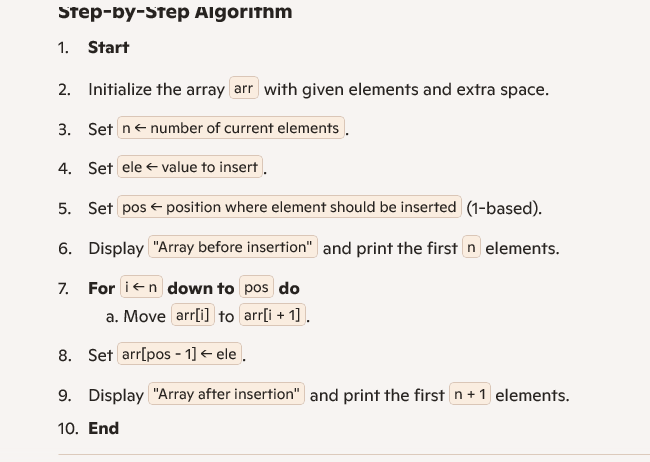 Step-by-Step Algorithm
1. Start
2. Initialize the array arr with given elements and extra space.
3. Set n ← number of current elements.
4. Set ele ← value to insert.
5. Set pos ← position where element should be inserted (1-based).
6. Display "Array before insertion" and print the first n elements.
7. For i ← n down to pos do
a. Move arr[i] to arr[i + 1].
8. Set arr[pos - 1] ← ele.
9. Display "Array after insertion" and print the first n + 1 elements.
10. End